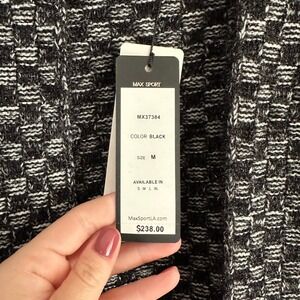 MAX SPORT
MX37384
COLOR BLACK
SIZE M
AVAILABLE IN
S M L XL
MaxSportLA.com
$238.00